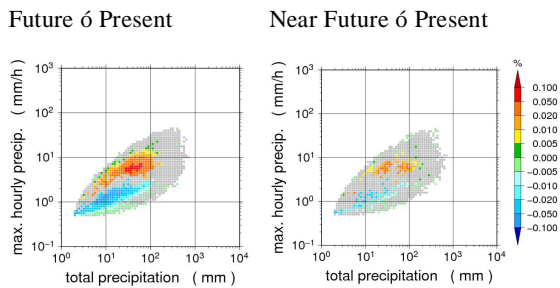 Future ó Present
Near Future ó Present
10³
10²
10¹
10⁰
10⁻¹
max. hourly precip. ( mm/h )
10⁰ 10¹ 10² 10³ 10⁴
total precipitation ( mm )
10³
10²
10¹
10⁰
10⁻¹
max. hourly precip. ( mm/h )
10⁰ 10¹ 10² 10³ 10⁴
total precipitation ( mm )
%
0.100
0.050
0.020
0.010
0.005
0.000
−0.005
−0.010
−0.020
−0.050
−0.100